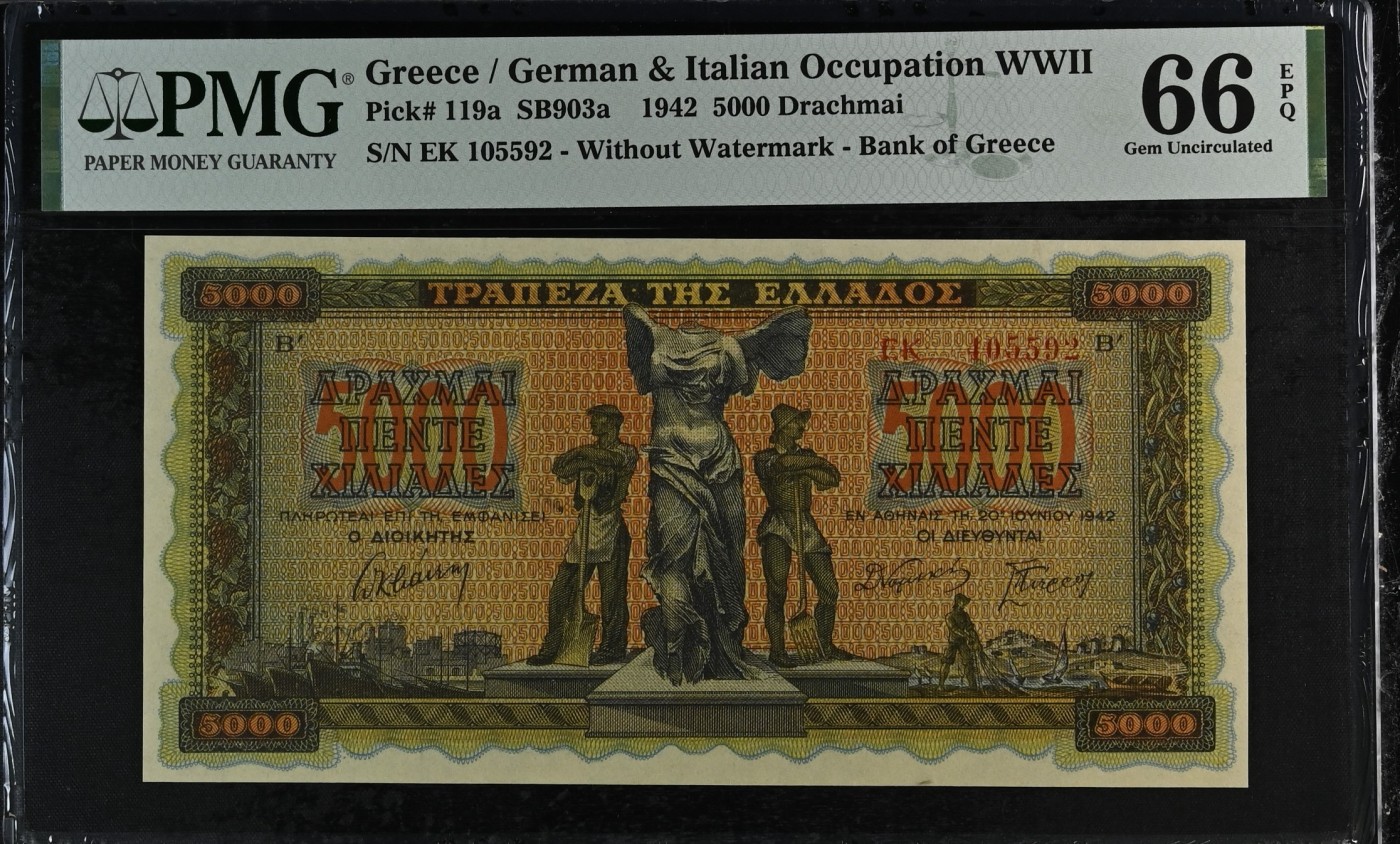 PMG®
PAPER MONEY GUARANTY
Greece / German & Italian Occupation WWII
Pick# 119a SB903a 1942 5000 Drachmai
S/N EK 105592 - Without Watermark - Bank of Greece
66
EPQ
Gem Uncirculated
5000 ΤΡΑΠΕΖΑ·ΤΗΣ ΕΛΛΑΔΟΣ 5000
Β′ ΕΚ 105592 Β′
5000 5000
ΔΡΑΧΜΑΙ ΔΡΑΧΜΑΙ
ΠΕΝΤΕ ΠΕΝΤΕ
ΧΙΛΙΑΔΕΣ ΧΙΛΙΑΔΕΣ
ΠΛΗΡΩΤΕΑΙ ΕΠΙ ΤΗ ΕΜΦΑΝΙΣΕΙ ΕΝ ΑΘΗΝΑΙΣ ΤΗ 20ῌ ΙΟΥΝΙΟΥ 1942
Ο ΔΙΟΙΚΗΤΗΣ ΟΙ ΔΙΕΥΘΥΝΤΑΙ
5000 5000